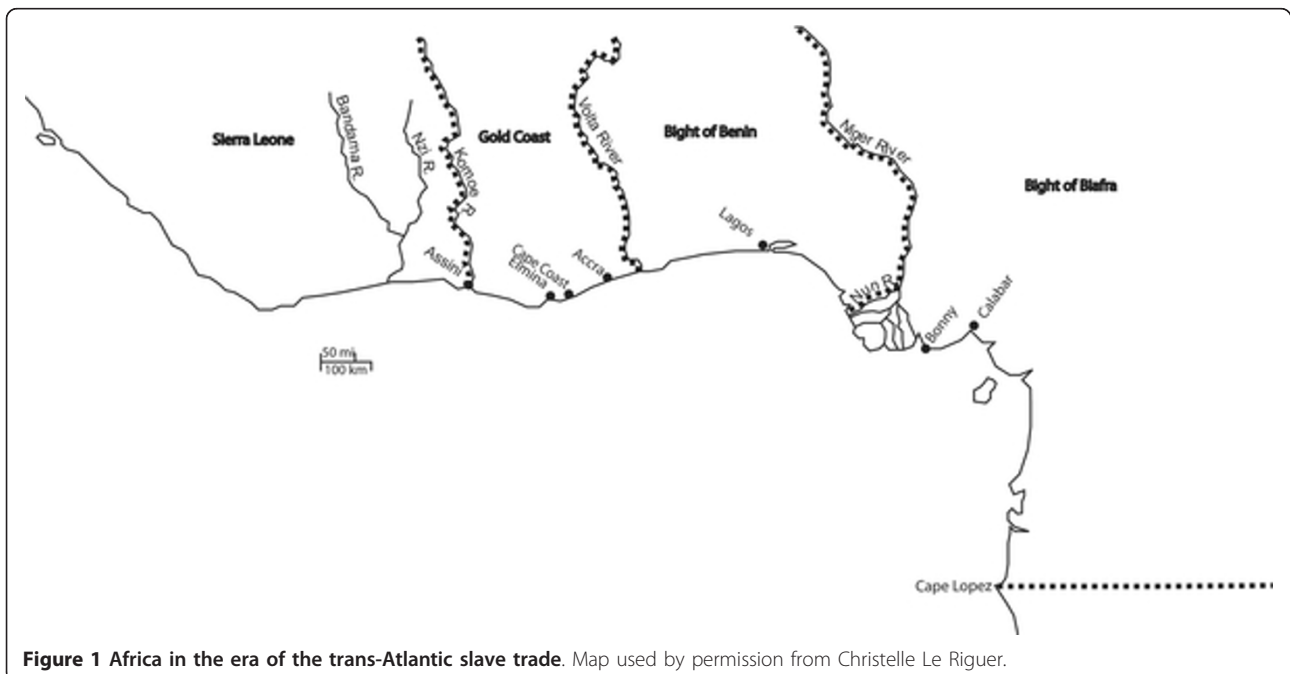 Sierra Leone
Bandama R.
Nzi R.
Komoe R
Gold Coast
Volta River
Bight of Benin
Niger River
Bight of Biafra
Assini
Cape Coast
Elmina
Accra
Lagos
Nun R.
Bonny
Calabar
50 mi
100 km
Cape Lopez
Figure 1 Africa in the era of the trans-Atlantic slave trade. Map used by permission from Christelle Le Riguer.